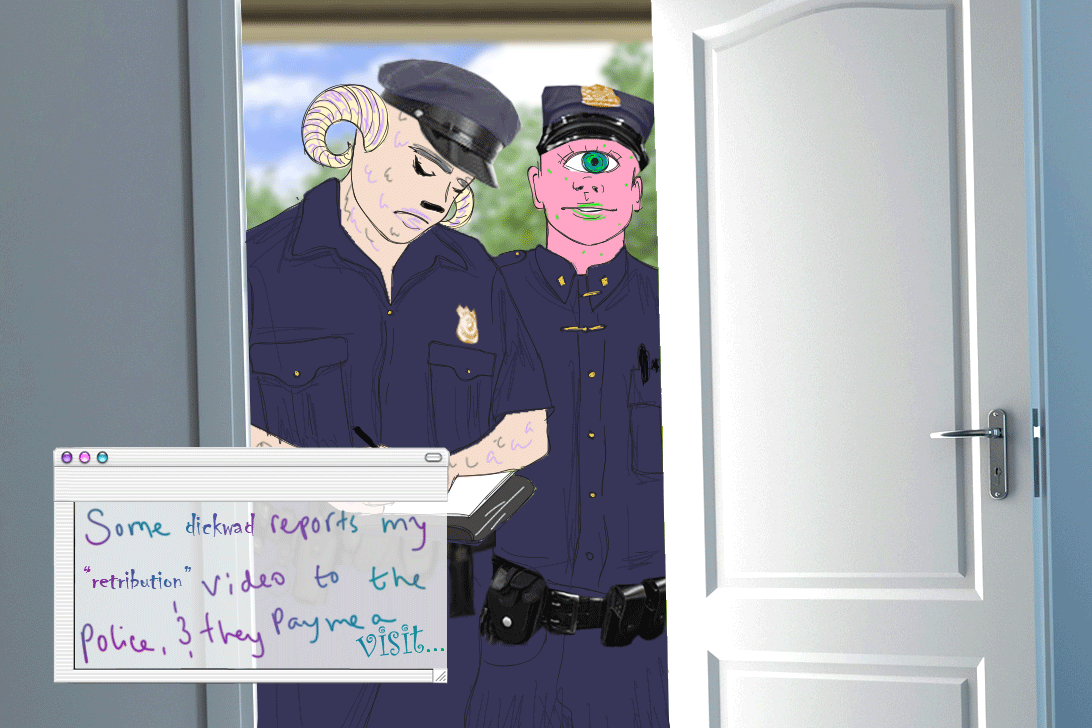 Some dickwad reports my
“retribution” video to the
police, & they pay me a
visit...